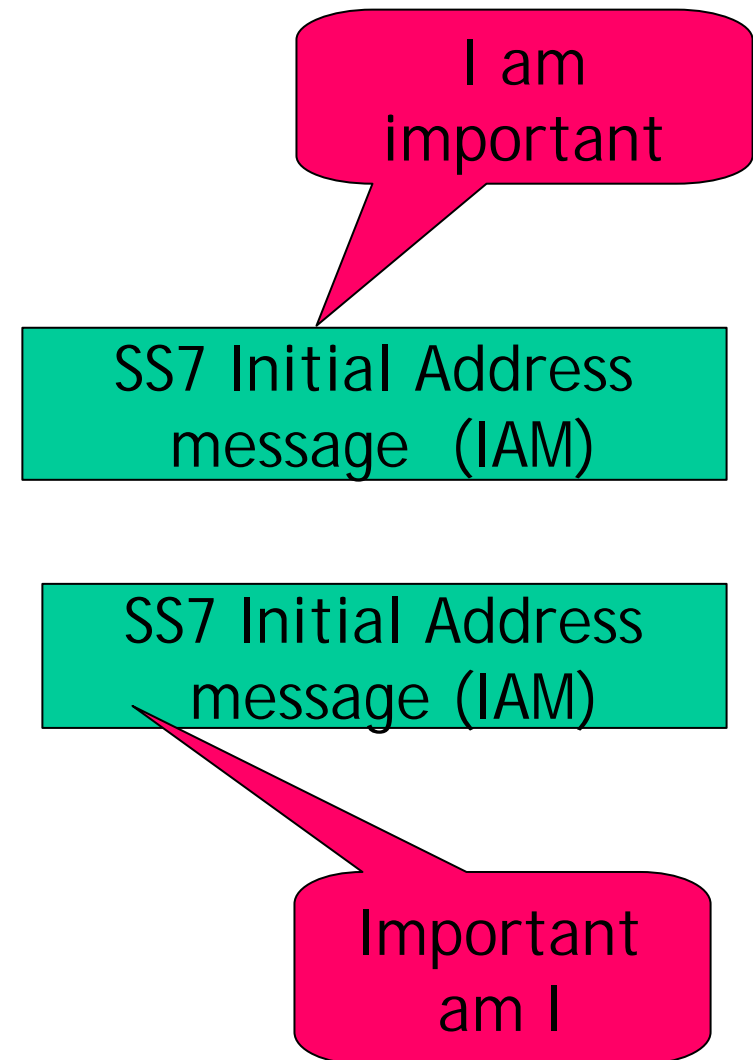 I am
important
SS7 Initial Address
message  (IAM)
SS7 Initial Address
message (IAM)
Important
am I